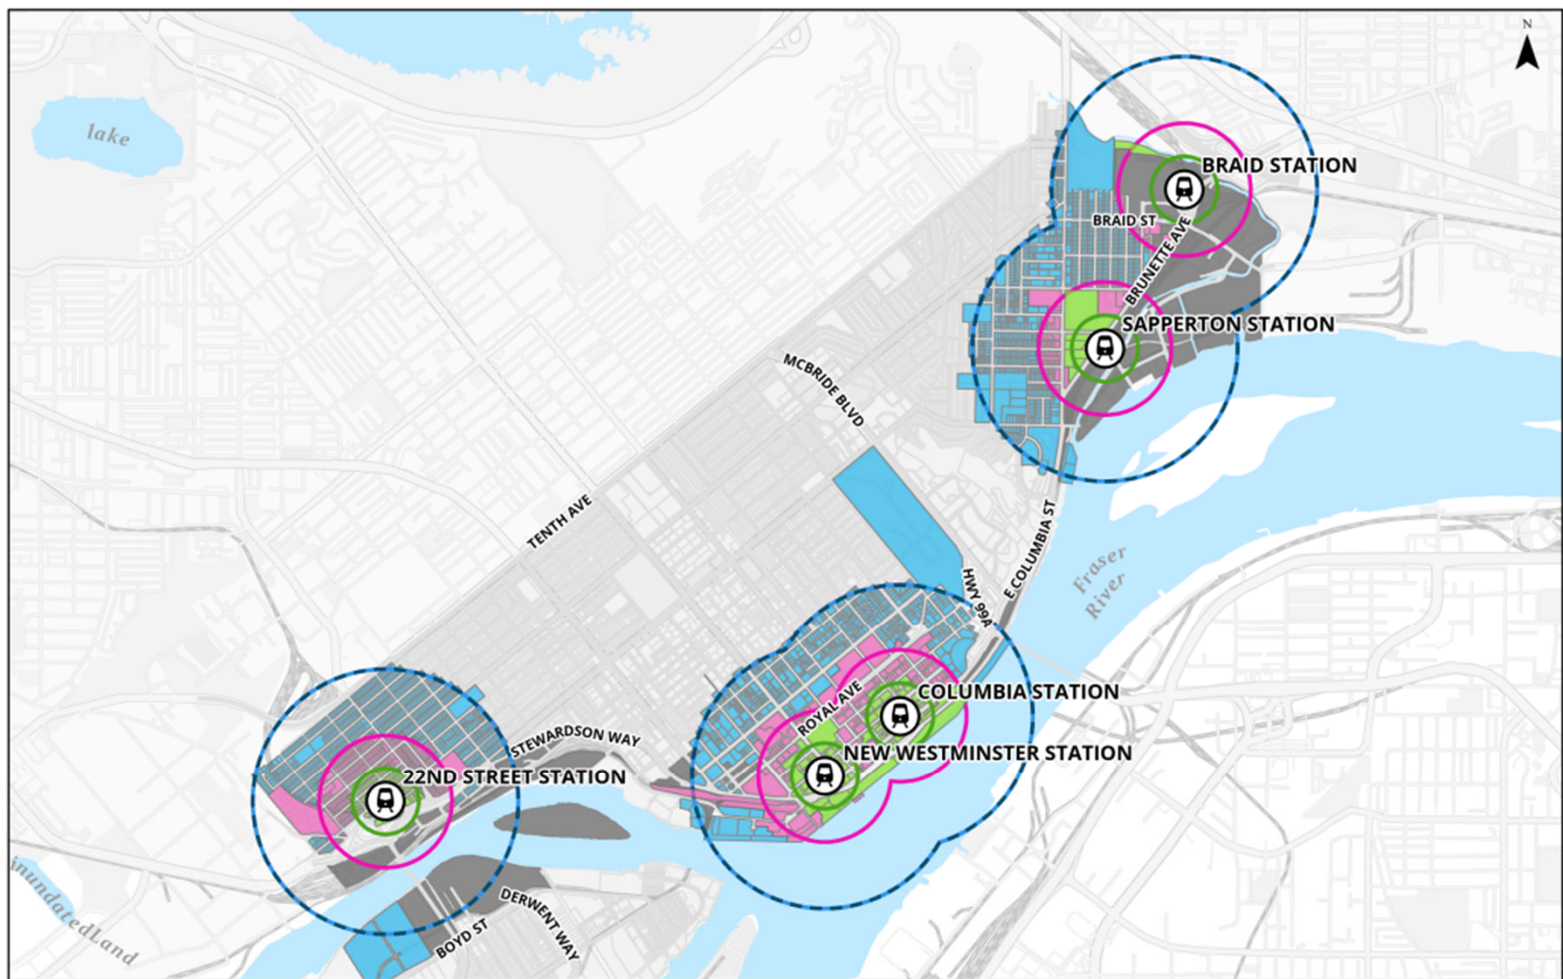 N
lake
BRAID STATION
BRAID ST
BRUNETTE AVE
SAPPERTON STATION
MCBRIDE BLVD
TENTH AVE
E COLUMBIA ST
Fraser
River
HWY 99A
ROYAL AVE
COLUMBIA STATION
NEW WESTMINSTER STATION
STEWARDSON WAY
22ND STREET STATION
DERWENT WAY
BOYD ST
inundatedLand